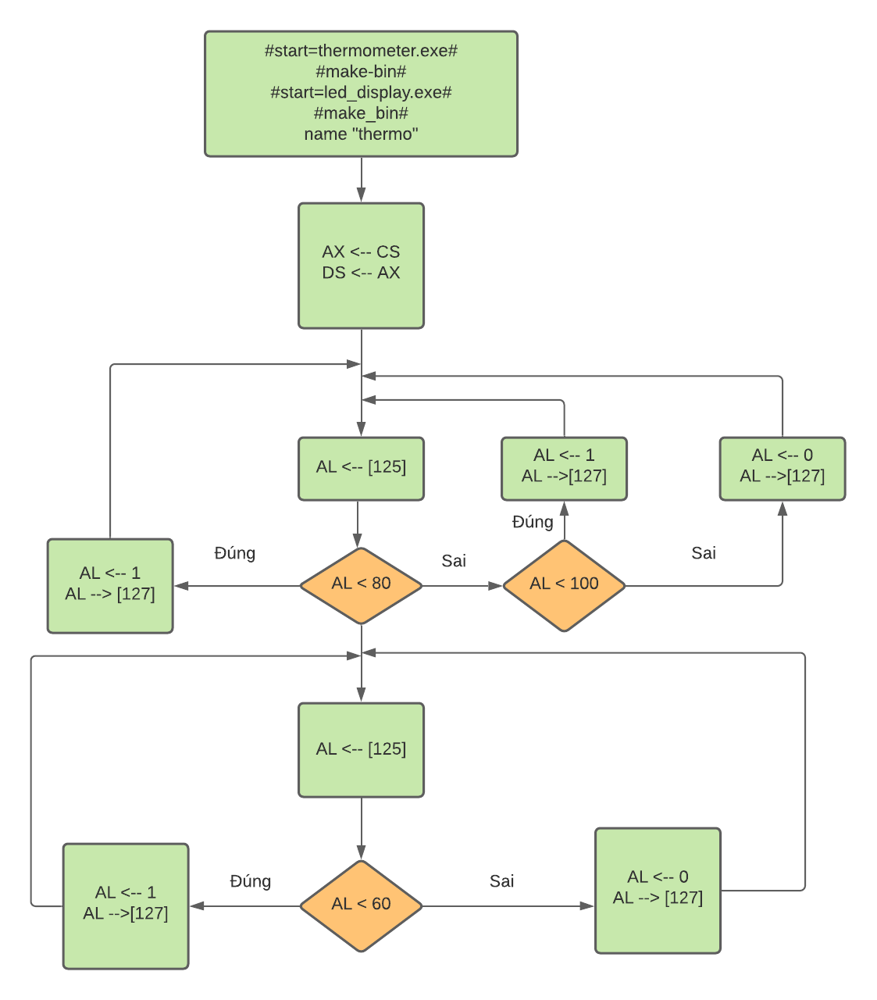 #start=thermometer.exe#
#make-bin#
#start=led_display.exe#
#make_bin#
name "thermo"
AX <-- CS
DS <-- AX
AL <-- [125]
AL <-- 1
AL -->[127]
AL <-- 0
AL -->[127]
Đúng
AL <-- 1
AL --> [127]
Đúng
AL < 80
Sai
AL < 100
Sai
AL <-- [125]
AL <-- 1
AL -->[127]
Đúng
AL < 60
Sai
AL <-- 0
AL --> [127]